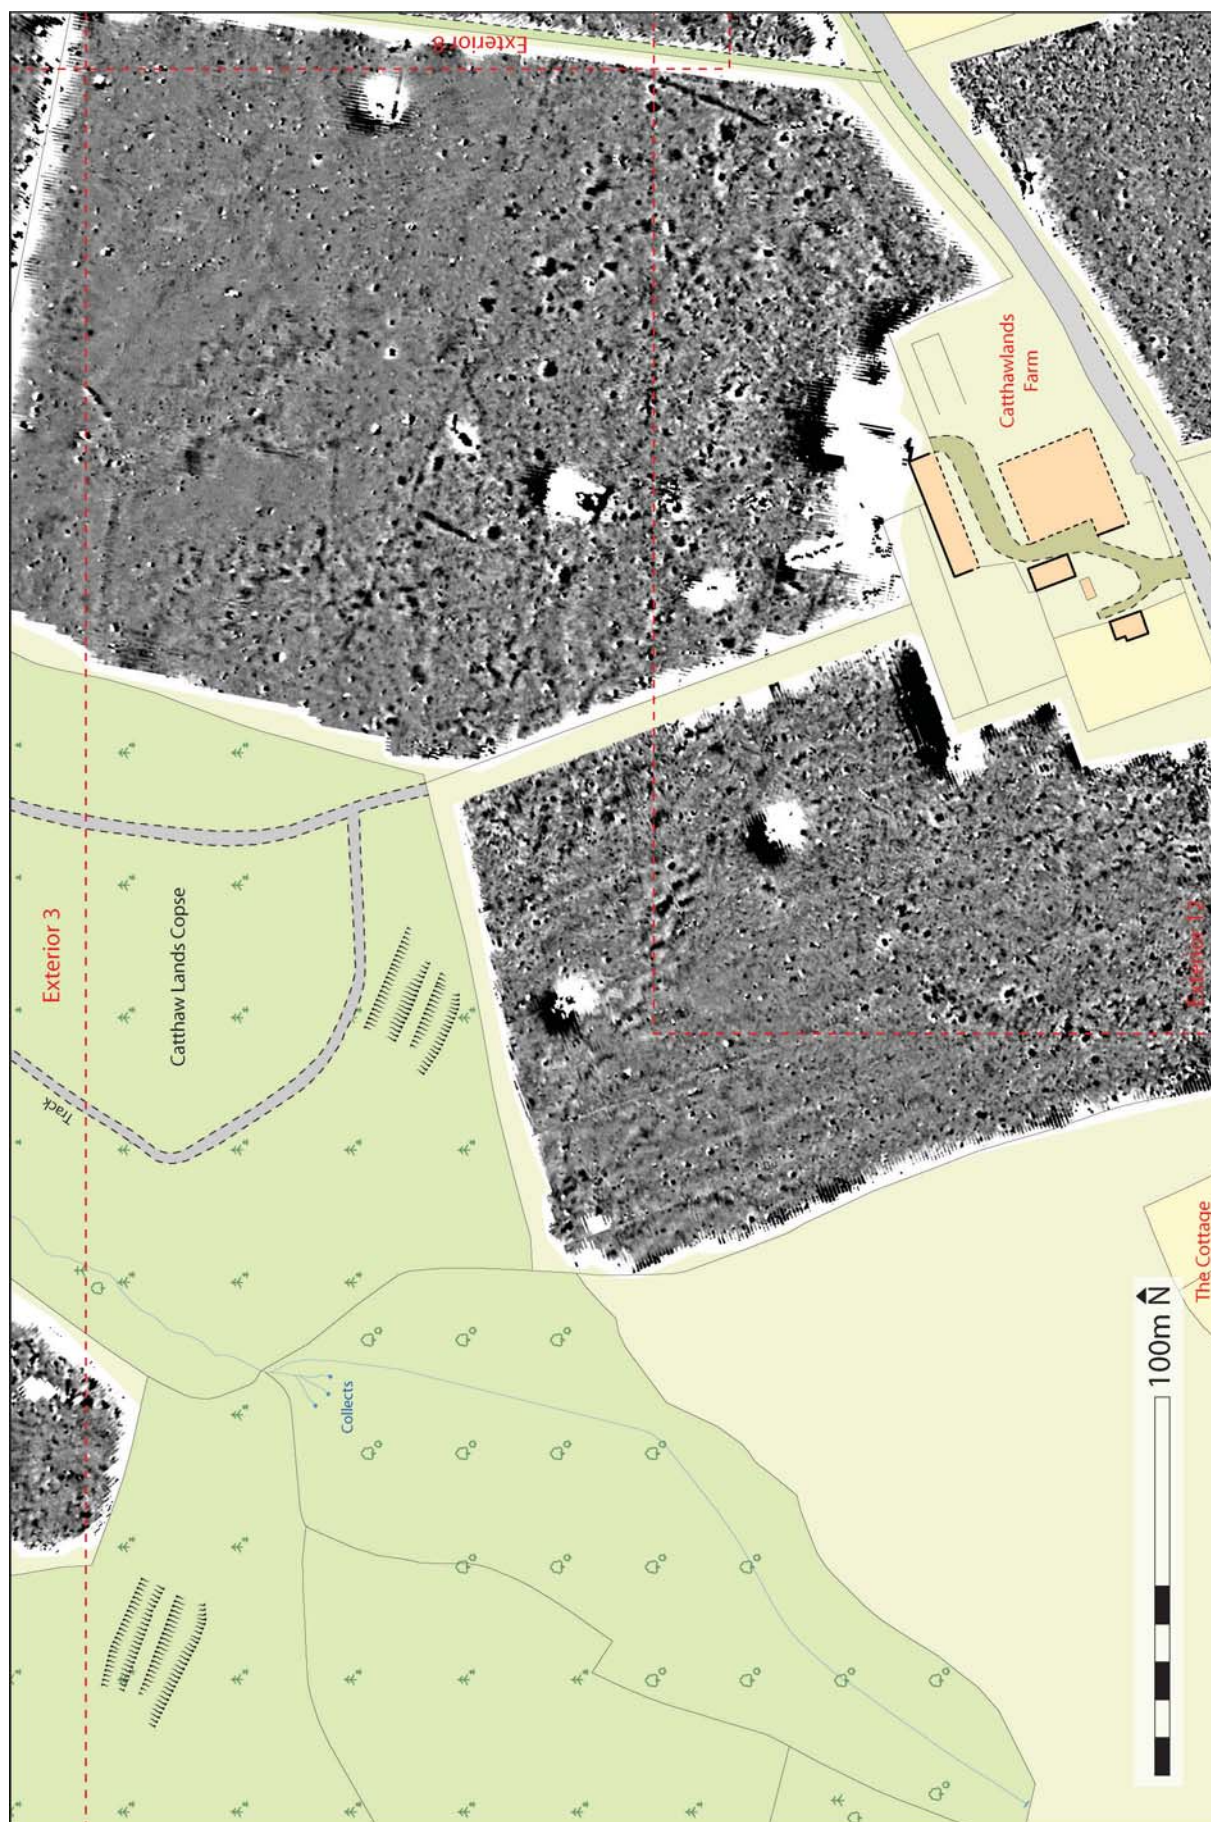 Exterior 8
Exterior 3
Catthaw Lands Copse
Track
Catthawlands
Farm
Collects
Exterior 12
The Cottage
100m N